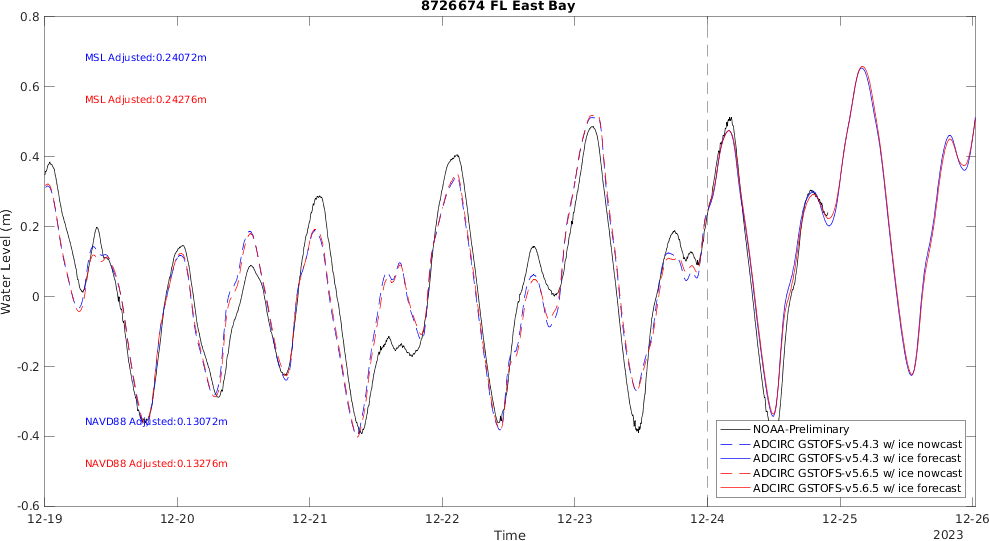 8726674 FL East Bay
0.8
0.6
0.4
0.2
0
-0.2
-0.4
-0.6
Water Level (m)
MSL Adjusted:0.24072m
MSL Adjusted:0.24276m
NAVD88 Adjusted:0.13072m
NAVD88 Adjusted:0.13276m
NOAA-Preliminary
ADCIRC GSTOFS-v5.4.3 w/ ice nowcast
ADCIRC GSTOFS-v5.4.3 w/ ice forecast
ADCIRC GSTOFS-v5.6.5 w/ ice nowcast
ADCIRC GSTOFS-v5.6.5 w/ ice forecast
12-19 12-20 12-21 12-22 12-23 12-24 12-25 12-26
Time
2023